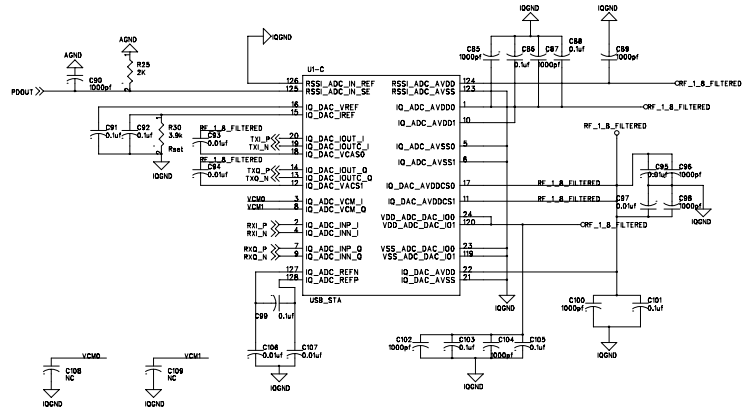 IQGND
AGND
AGND
R25
2K
C90
1000pf
PDOUT
IQGND
U1-C
C85
1000pf
C86
0.1uf
C87
1000pf
C88
0.1uf
C89
1000pf
IQGND
126 RSSI_ADC_IN_REF RSSI_ADC_AVDD 124 RF_1_8_FILTERED
125 RSSI_ADC_IN_SE RSSI_ADC_AVSS 123
16 IQ_DAC_VREF IQ_ADC_AVDD0 1 RF_1_8_FILTERED
15 IQ_DAC_IREF
IQ_ADC_AVDD1 10
C91
0.1uf
C92
0.1uf
R30
3.9k
Rset
IQGND
RF_1_8_FILTERED
C93
0.01uf
RF_1_8_FILTERED
C94
0.01uf
TXI_P 20 IQ_DAC_IOUT_I
TXI_N 19 IQ_DAC_IOUTC_I IQ_ADC_AVSS0 5
18 IQ_DAC_VCAS0
IQ_ADC_AVSS1 6
TXQ_P 14 IQ_DAC_IOUT_Q
TXQ_N 13 IQ_DAC_IOUTC_Q
12 IQ_DAC_VACS1 IQ_DAC_AVDDCS0 17 RF_1_8_FILTERED
VCM0 3 IQ_ADC_VCM_I IQ_DAC_AVDDCS1 11 RF_1_8_FILTERED
VCM1 8 IQ_ADC_VCM_Q
VDD_ADC_DAC_IO0 24
RXI_P 2 IQ_ADC_INP_I VDD_ADC_DAC_IO1 120 RF_1_8_FILTERED
RXI_N 4 IQ_ADC_INN_I
RXQ_P 7 IQ_ADC_INP_Q VSS_ADC_DAC_IO0 23
RXQ_N 9 IQ_ADC_INN_Q VSS_ADC_DAC_IO1 119
127 IQ_ADC_REFN IQ_DAC_AVDD 22
128 IQ_ADC_REFP IQ_DAC_AVSS 21
USB_STA
RF_1_8_FILTERED
C95
0.01uf
C96
1000pf
C97
0.01uf
C98
1000pf
IQGND
IQGND
C99 0.1uf
C100
1000pf
C101
0.1uf
IQGND
C106
0.01uf
C107
0.01uf
IQGND
C102
1000pf
C103
0.1uf
C104
1000pf
C105
0.1uf
IQGND
VCM0
C108
NC
IQGND
VCM1
C109
NC
IQGND